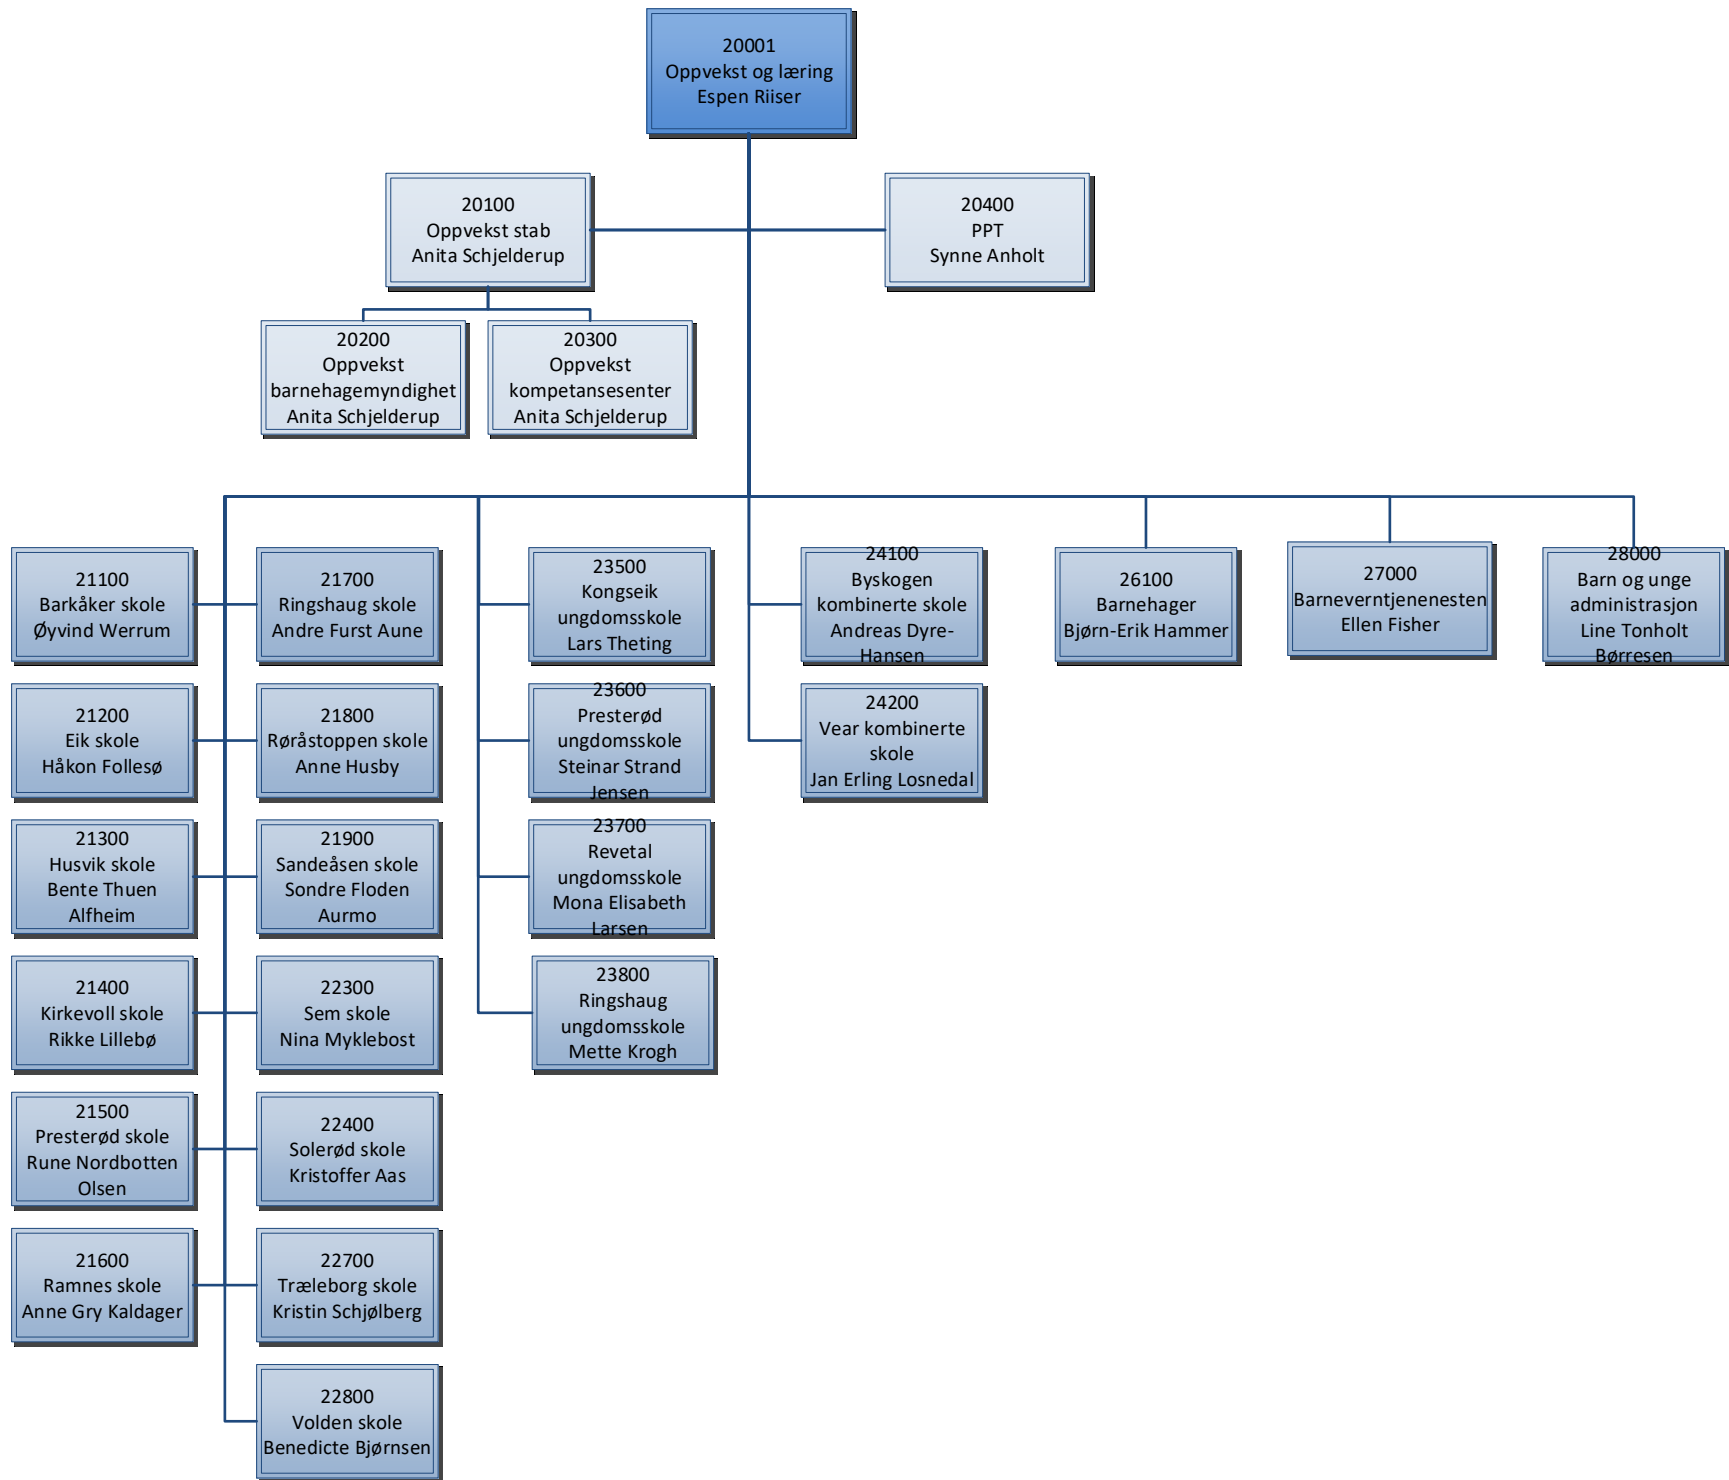 20001
Oppvekst og læring
Espen Riiser
20100
Oppvekst stab
Anita Schjelderup
20400
PPT
Synne Anholt
20200
Oppvekst
barnehagemyndighet
Anita Schjelderup
20300
Oppvekst
kompetansesenter
Anita Schjelderup
21100
Barkåker skole
Øyvind Werrum
21700
Ringshaug skole
Andre Furst Aune
23500
Kongseik
ungdomsskole
Lars Theting
24100
Byskogen
kombinerte skole
Andreas Dyre-
Hansen
26100
Barnehager
Bjørn-Erik Hammer
27000
Barneverntjenenesten
Ellen Fisher
28000
Barn og unge
administrasjon
Line Tonholt
Børresen
21200
Eik skole
Håkon Follesø
21800
Røråstoppen skole
Anne Husby
23600
Presterød
ungdomsskole
Steinar Strand
Jensen
24200
Vear kombinerte
skole
Jan Erling Losnedal
21300
Husvik skole
Bente Thuen
Alfheim
21900
Sandeåsen skole
Sondre Floden
Aurmo
23700
Revetal
ungdomsskole
Mona Elisabeth
Larsen
21400
Kirkevoll skole
Rikke Lillebø
22300
Sem skole
Nina Myklebost
23800
Ringshaug
ungdomsskole
Mette Krogh
21500
Presterød skole
Rune Nordbotten
Olsen
22400
Solerød skole
Kristoffer Aas
21600
Ramnes skole
Anne Gry Kaldager
22700
Træleborg skole
Kristin Schjølberg
22800
Volden skole
Benedicte Bjørnsen